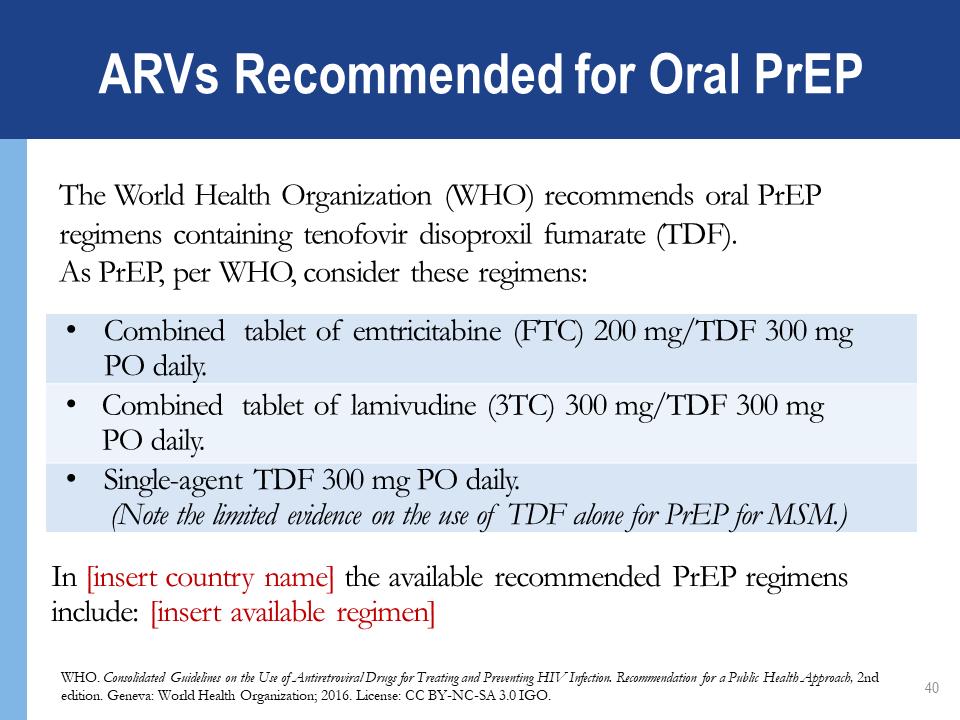 ARVs Recommended for Oral PrEP
The World Health Organization (WHO) recommends oral PrEP
regimens containing tenofovir disoproxil fumarate (TDF).
As PrEP, per WHO, consider these regimens:
• Combined tablet of emtricitabine (FTC) 200 mg/TDF 300 mg
PO daily.
• Combined tablet of lamivudine (3TC) 300 mg/TDF 300 mg
PO daily.
• Single-agent TDF 300 mg PO daily.
(Note the limited evidence on the use of TDF alone for PrEP for MSM.)
In [insert country name] the available recommended PrEP regimens
include: [insert available regimen]
WHO. Consolidated Guidelines on the Use of Antiretroviral Drugs for Treating and Preventing HIV Infection. Recommendation for a Public Health Approach, 2nd
edition. Geneva: World Health Organization; 2016. License: CC BY-NC-SA 3.0 IGO.
40